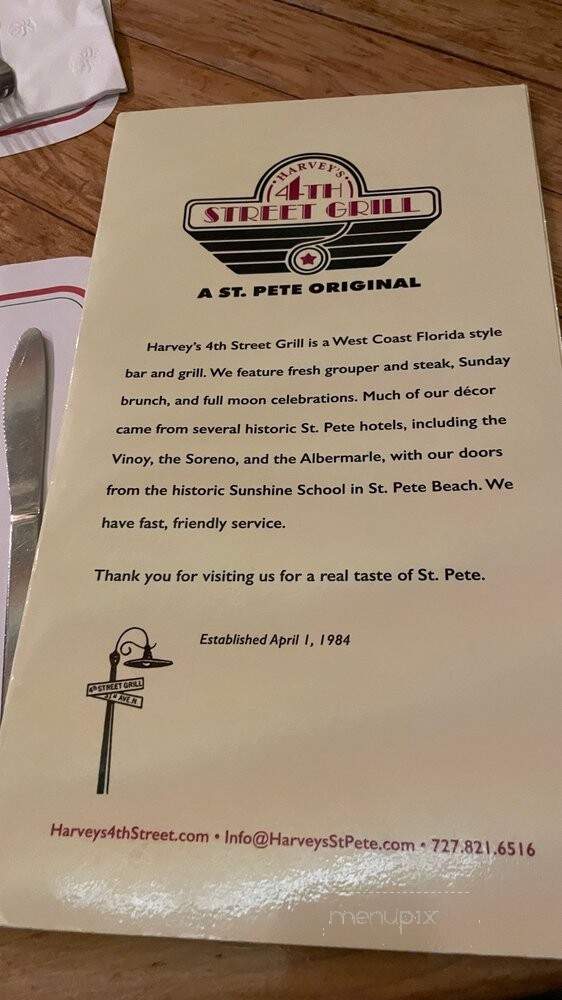 HARVEY'S
4TH
STREET GRILL
A ST. PETE ORIGINAL
Harvey's 4th Street Grill is a West Coast Florida style
bar and grill. We feature fresh grouper and steak, Sunday
brunch, and full moon celebrations. Much of our décor
came from several historic St. Pete hotels, including the
Vinoy, the Soreno, and the Albermarle, with our doors
from the historic Sunshine School in St. Pete Beach. We
have fast, friendly service.
Thank you for visiting us for a real taste of St. Pete.
Established April 1, 1984
4th STREET GRILL
AVE N.
Harveys4thStreet.com • Info@HarveysStPete.com • 727.821.6516
menupix